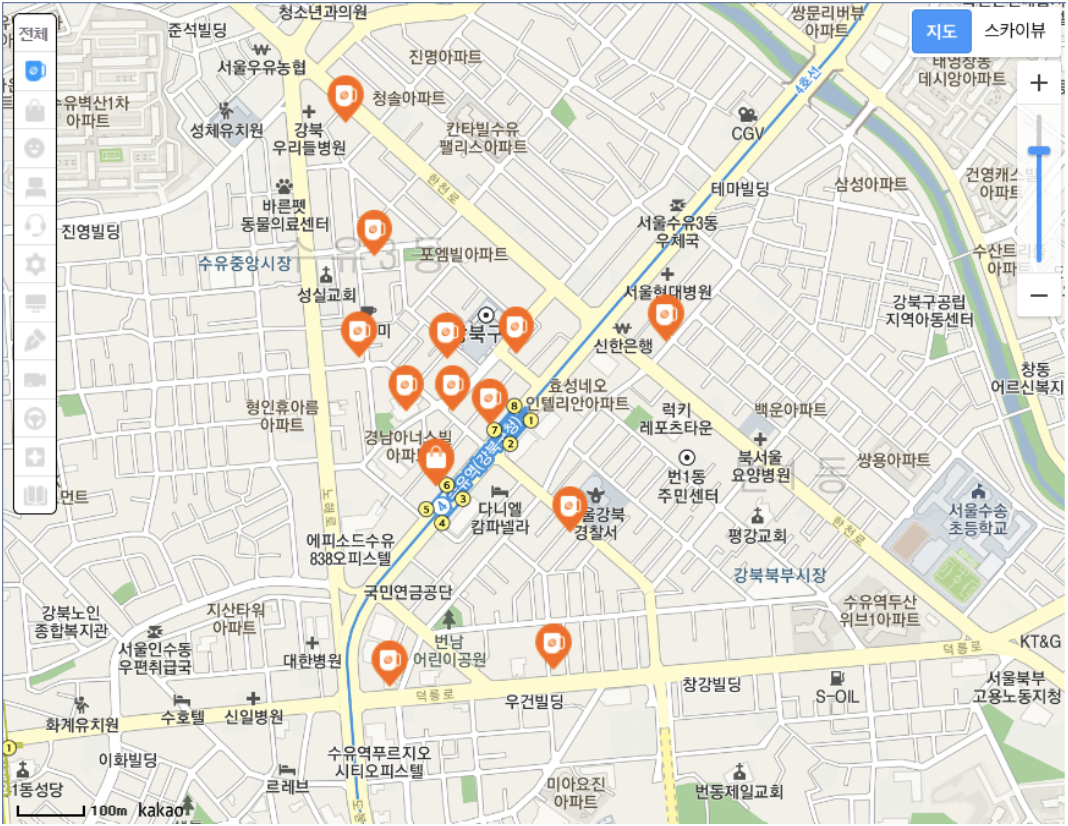 청소년과의원
쌍문리버뷰
아파트
준석빌딩
지도
스카이뷰
전체
서울우유농협
진명아파트
4호선
태영창동
데시앙아파트
청솔아파트
수유벽산1차
아파트
성체유치원
강북
우리들병원
칸타빌수유
팰리스아파트
CGV
한천로
테마빌딩
삼성아파트
아파트
바른펫
동물의료센터
진영빌딩
서울수유3동
우체국
수유3동
포엠빌아파트
아파트
수유중앙시장
성실교회
서울현대병원
강북구공립
지역아동센터
미
강북구
신한은행
창동
어르신복지
효성네오
인텔리안아파트
형인휴아름
아파트
8
1
럭키
레포츠타운
백운아파트
7
2
경남아너스빌
아파트
수유역(강북구청)
북서울
요양병원
쌍용아파트
번1동
주민센터
동
6
5
4
3
4
다니엘
캄파넬라
노해로
서울강북
경찰서
서울수송
초등학교
한천로
평강교회
에피소드수유
838오피스텔
강북북부시장
국민연금공단
강북노인
종합복지관
지산타워
아파트
수유역두산
위브1아파트
번남
어린이공원
KT&G
서울인수동
우편취급국
대한병원
덕릉로
덕릉로
우건빌딩
창강빌딩
S-OIL
서울북부
고용노동지청
화계유치원
수호텔
신일병원
1
이화빌딩
수유역푸르지오
시티오피스텔
르레브
미아요진
아파트
번동제일교회
1동성당
100m
kakao